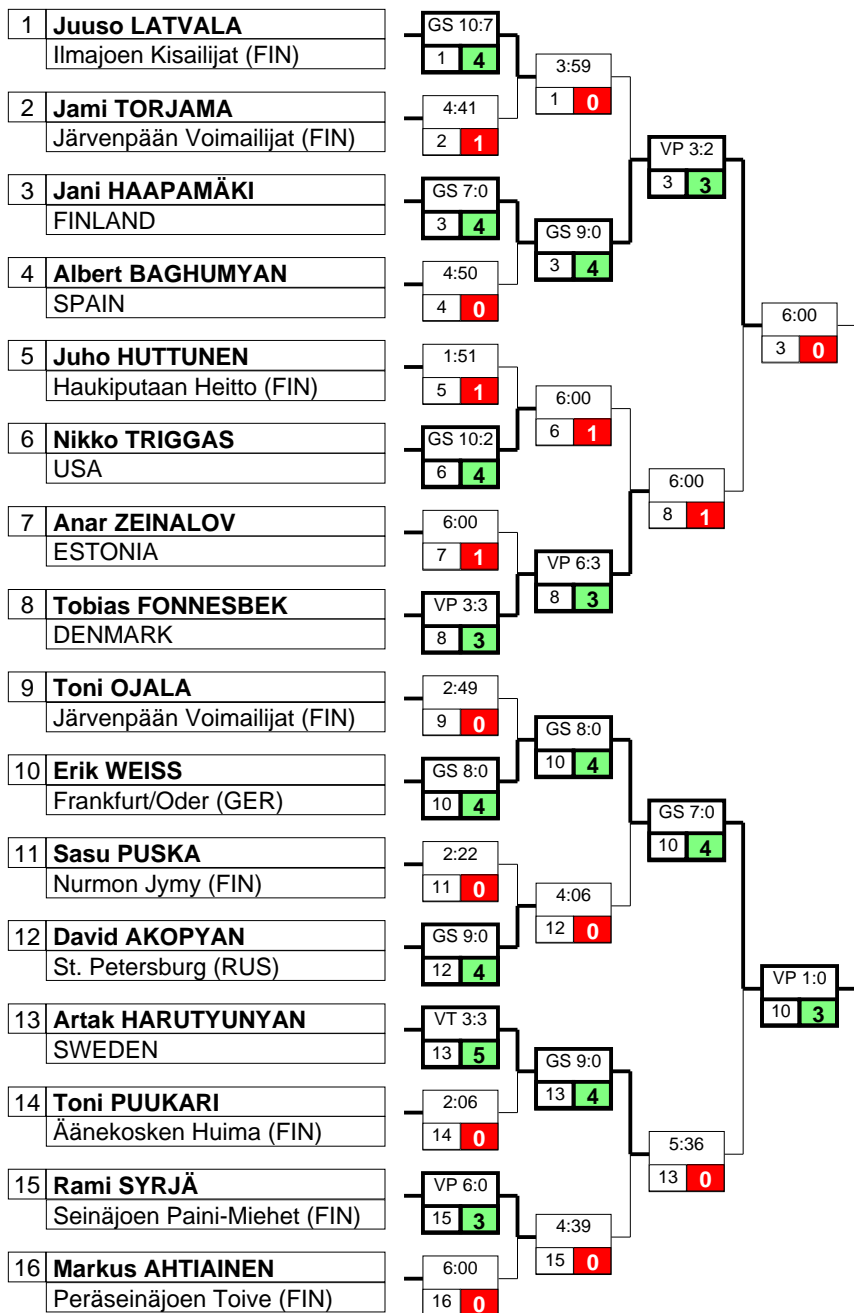 1 Juuso LATVALA
Ilmajoen Kisailijat (FIN)
GS 10:7
1 4
3:59
1 0
2 Jami TORJAMA
Järvenpään Voimailijat (FIN)
4:41
2 1
VP 3:2
3 3
3 Jani HAAPAMÄKI
FINLAND
GS 7:0
3 4
GS 9:0
3 4
4 Albert BAGHUMYAN
SPAIN
4:50
4 0
6:00
3 0
5 Juho HUTTUNEN
Haukiputaan Heitto (FIN)
1:51
5 1
6:00
6 1
6 Nikko TRIGGAS
USA
GS 10:2
6 4
6:00
8 1
7 Anar ZEINALOV
ESTONIA
6:00
7 1
VP 6:3
8 3
8 Tobias FONNESBEK
DENMARK
VP 3:3
8 3
9 Toni OJALA
Järvenpään Voimailijat (FIN)
2:49
9 0
GS 8:0
10 4
10 Erik WEISS
Frankfurt/Oder (GER)
GS 8:0
10 4
GS 7:0
10 4
11 Sasu PUSKA
Nurmon Jymy (FIN)
2:22
11 0
4:06
12 0
12 David AKOPYAN
St. Petersburg (RUS)
GS 9:0
12 4
VP 1:0
10 3
13 Artak HARUTYUNYAN
SWEDEN
VT 3:3
13 5
GS 9:0
13 4
14 Toni PUUKARI
Äänekosken Huima (FIN)
2:06
14 0
5:36
13 0
15 Rami SYRJÄ
Seinäjoen Paini-Miehet (FIN)
VP 6:0
15 3
4:39
15 0
16 Markus AHTIAINEN
Peräseinäjoen Toive (FIN)
6:00
16 0